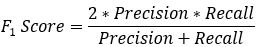 F₁ Score = (2 * Precision * Recall) / (Precision + Recall)